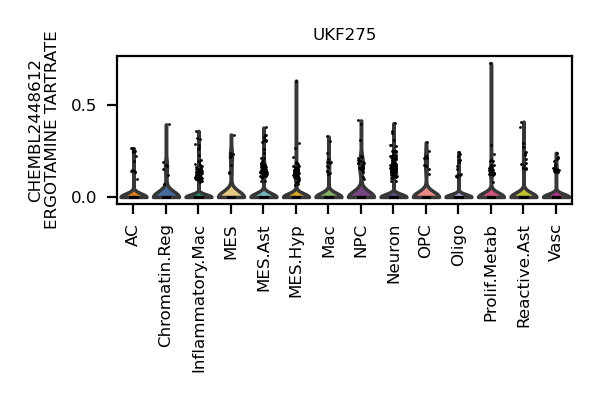 UKF275
CHEMBL2448612
ERGOTAMINE TARTRATE
0.5
0.0
AC
Chromatin.Reg
Inflammatory.Mac
MES
MES.Ast
MES.Hyp
Mac
NPC
Neuron
OPC
Oligo
Prolif.Metab
Reactive.Ast
Vasc